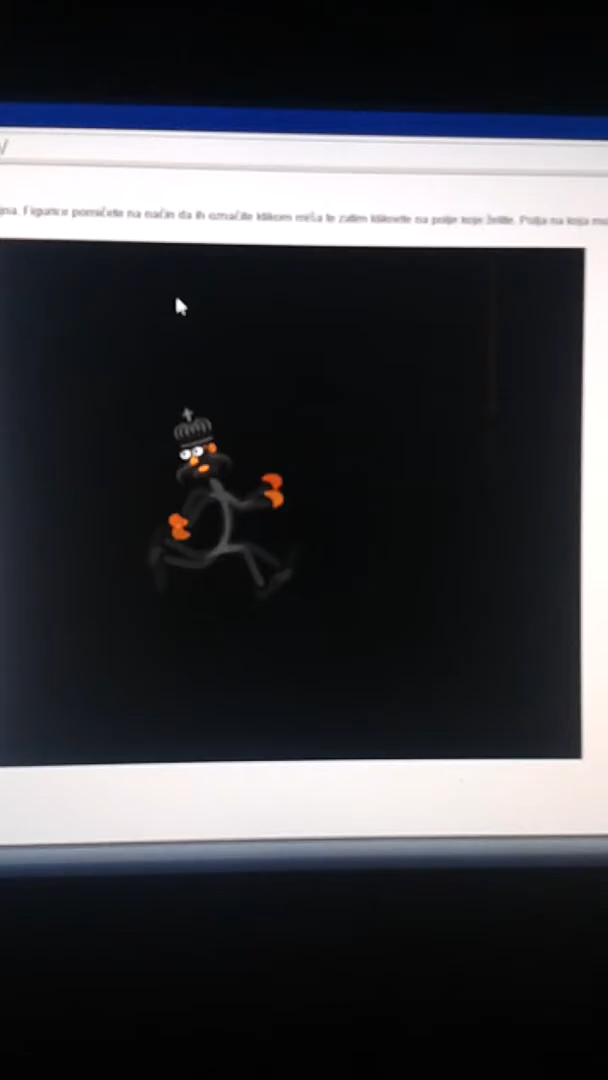 jna. Figurice pomičete na način da ih označite klikom miša te zatim kliknete na polje koje želite. Polja na koja mo